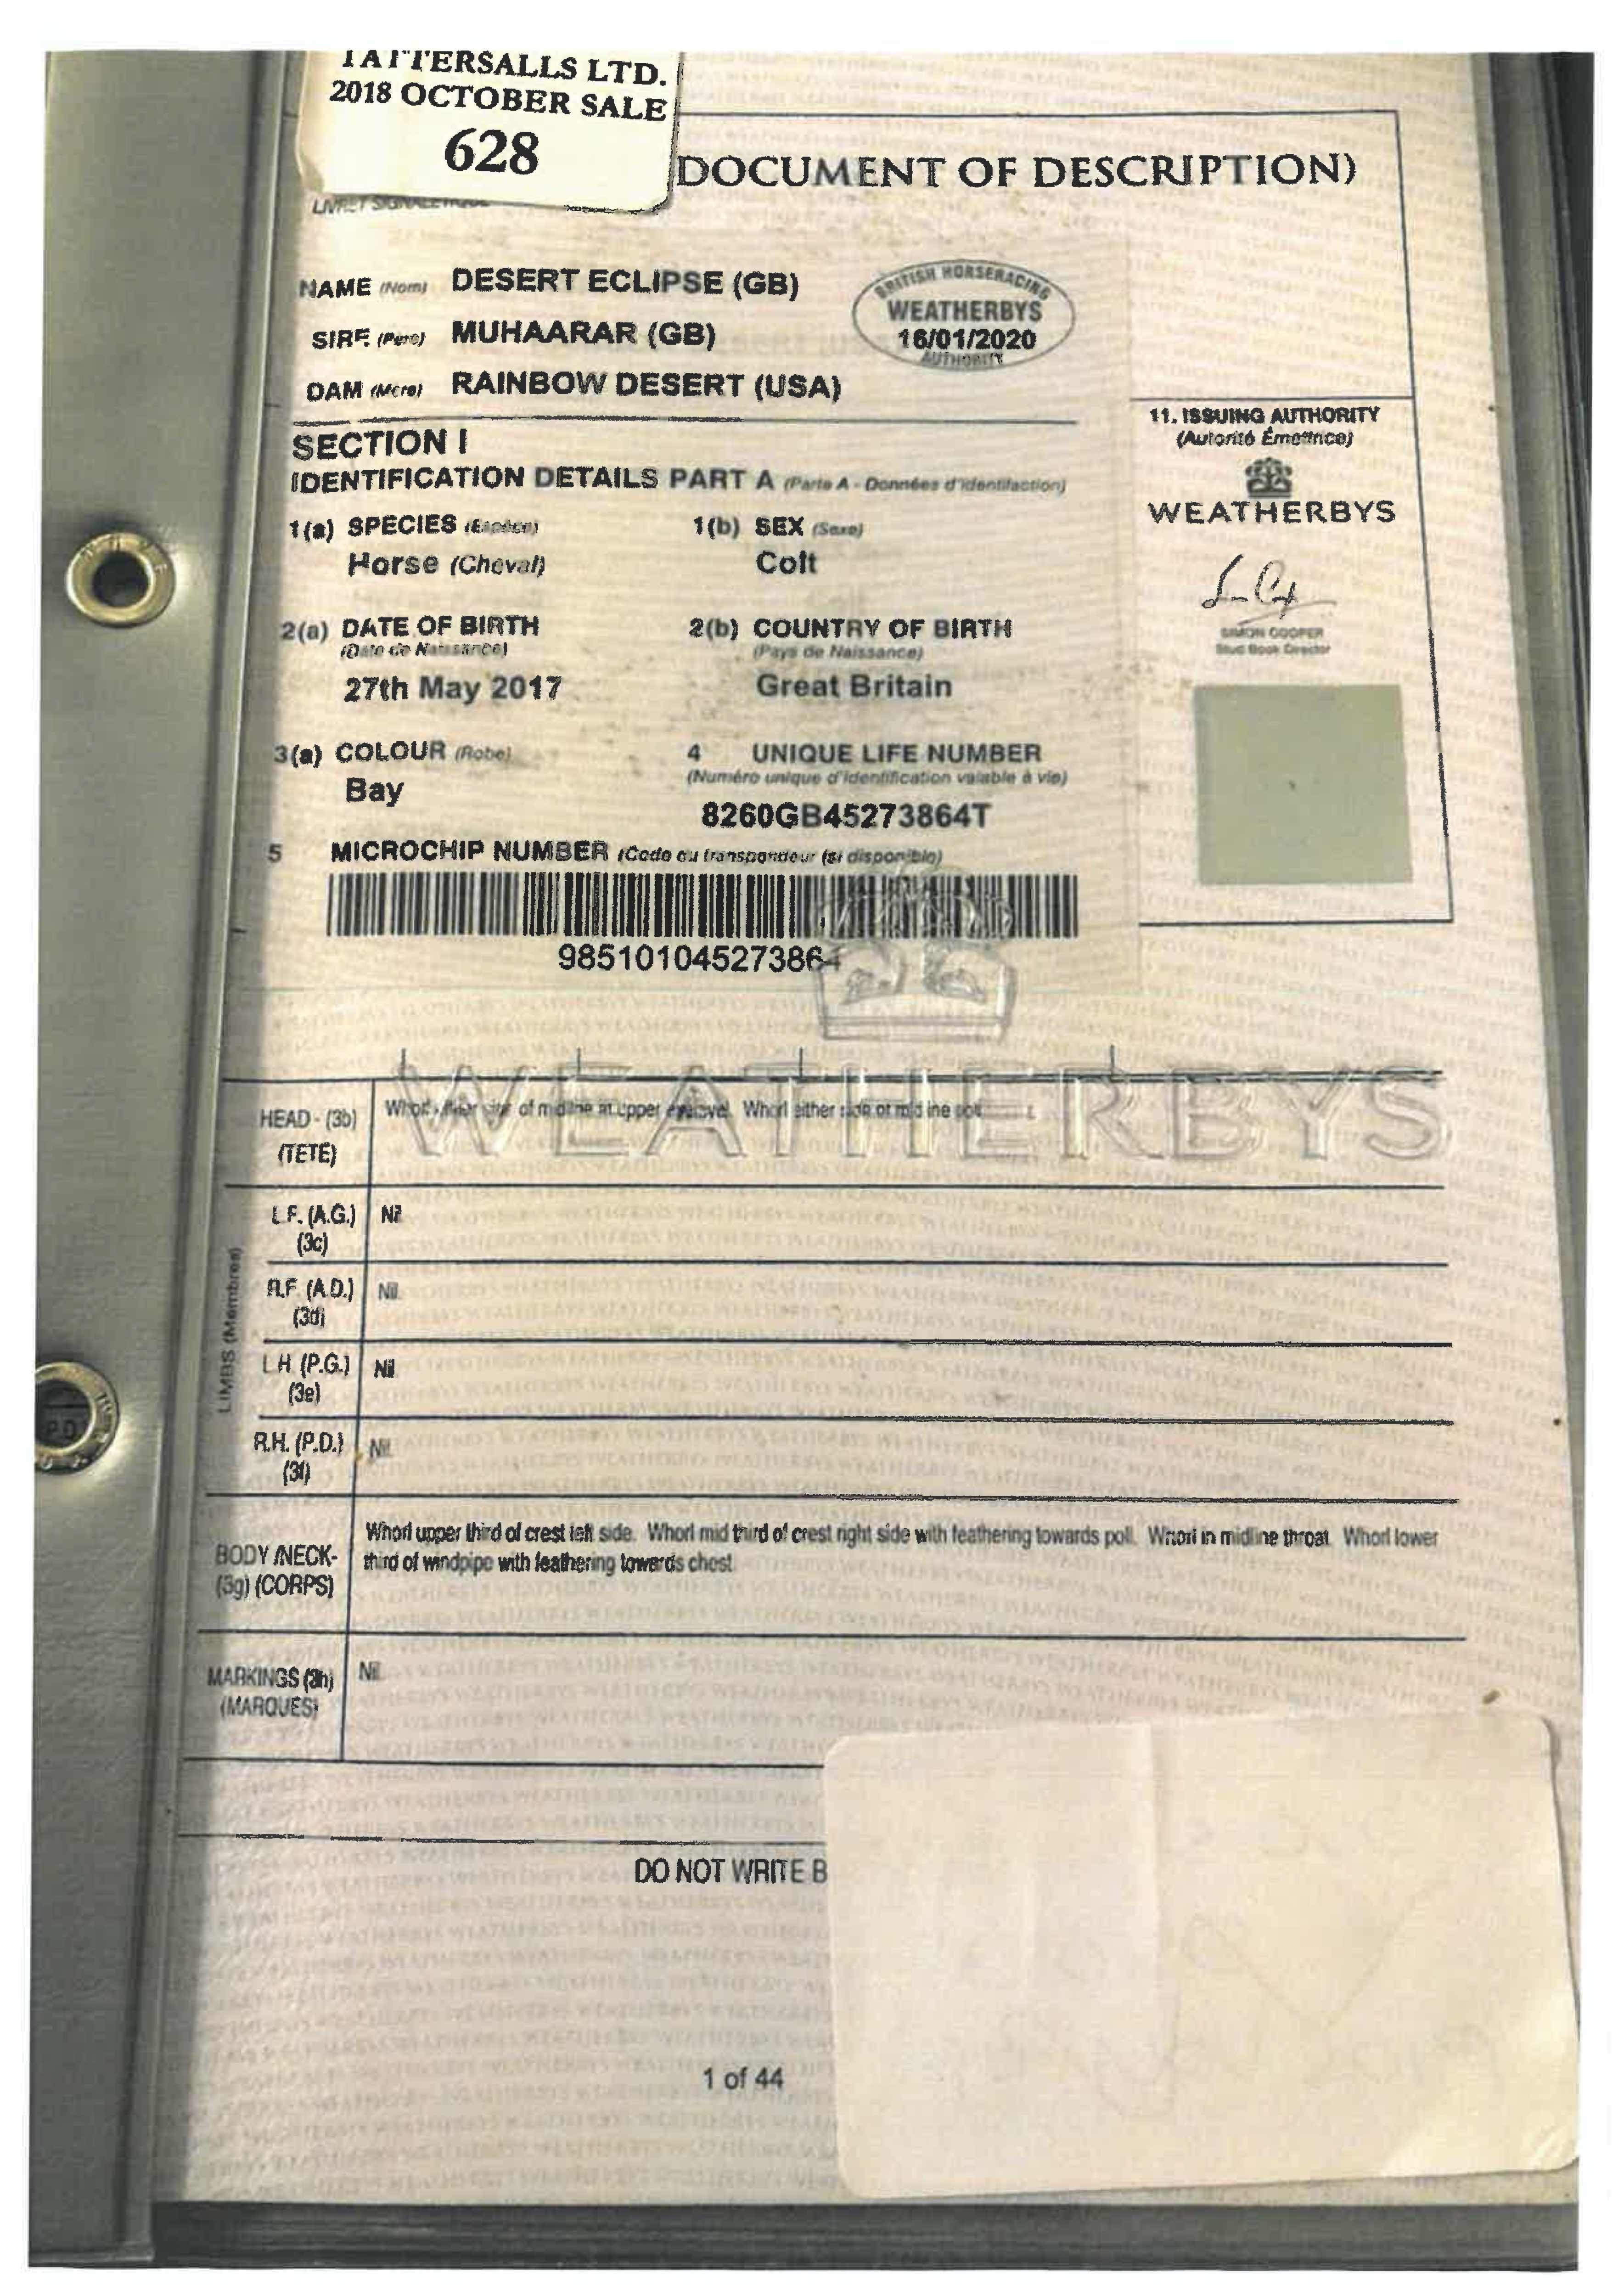 TATTERSALLS LTD.
2018 OCTOBER SALE
628
DOCUMENT OF DESCRIPTION)
NAME (Nom) DESERT ECLIPSE (GB)
SIRE (Pere) MUHAARAR (GB)
DAM (Mere) RAINBOW DESERT (USA)
BRITISH HORSERACING
WEATHERBYS
16/01/2020
AUTHORITY
SECTION I
IDENTIFICATION DETAILS PART A (Partie A - Données d'identifaction)
1(a) SPECIES (Espèce)
Horse (Cheval)
1(b) SEX (Sexe)
Colt
2(a) DATE OF BIRTH
(Date de Naissance)
27th May 2017
2(b) COUNTRY OF BIRTH
(Pays de Naissance)
Great Britain
3(a) COLOUR (Robe)
Bay
4 UNIQUE LIFE NUMBER
(Numéro unique d'identification valable à vie)
8260GB45273864T
5 MICROCHIP NUMBER (Code ou transpondeur (si disponible)
985101045273864
11. ISSUING AUTHORITY
(Autorité Émettrice)
WEATHERBYS
SIMON COOPER
Stud Book Director
WEATHERBYS
HEAD - (3b)
(TETE)
Whorl either side of midline at upper eyelevel. Whorl either side of midline poll
LIMBS (Membres)
L.F. (A.G.) Nil
(3c)
R.F. (A.D.) Nil
(3d)
L.H. (P.G.) Nil
(3e)
R.H. (P.D.) Nil
(3f)
BODY/NECK-
(3g) (CORPS)
Whorl upper third of crest left side. Whorl mid third of crest right side with feathering towards poll. Whorl in midline throat. Whorl lower
third of windpipe with feathering towards chest
MARKINGS (3h) Nil
(MARQUES)
DO NOT WRITE B
1 of 44